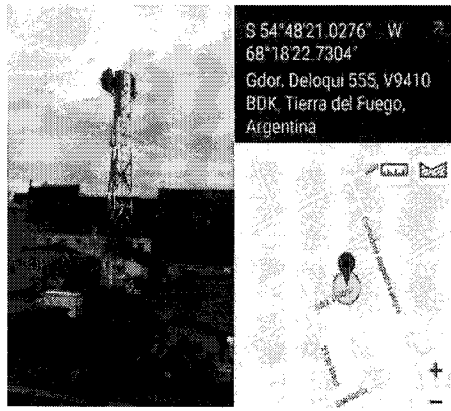 S 54°48'21.0276" W
68°18'22.7304"
Gdor. Deloqui 555, V9410
BDK, Tierra del Fuego,
Argentina
+
-